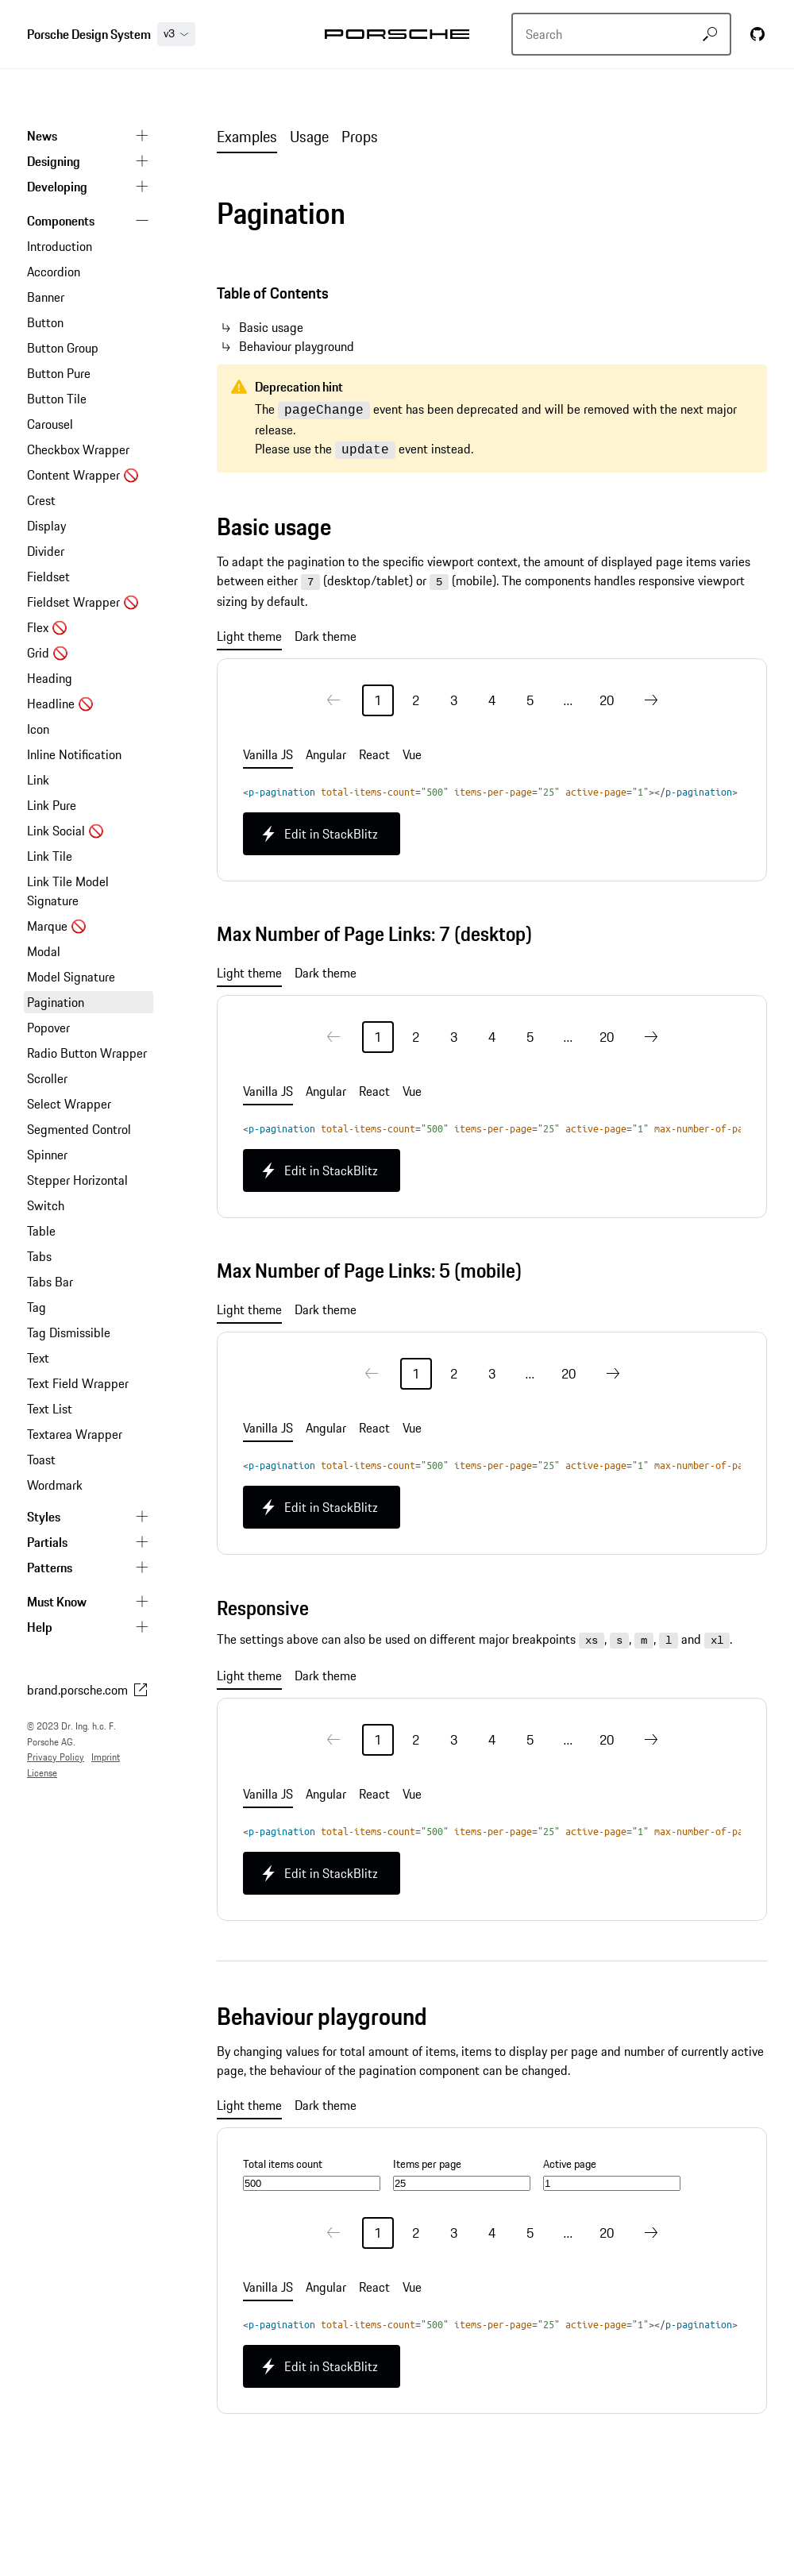 Porsche Design System v3
PORSCHE
Search
News
Designing
Developing
Components
Introduction
Accordion
Banner
Button
Button Group
Button Pure
Button Tile
Carousel
Checkbox Wrapper
Content Wrapper 🚫
Crest
Display
Divider
Fieldset
Fieldset Wrapper 🚫
Flex 🚫
Grid 🚫
Heading
Headline 🚫
Icon
Inline Notification
Link
Link Pure
Link Social 🚫
Link Tile
Link Tile Model
Signature
Marque 🚫
Modal
Model Signature
Pagination
Popover
Radio Button Wrapper
Scroller
Select Wrapper
Segmented Control
Spinner
Stepper Horizontal
Switch
Table
Tabs
Tabs Bar
Tag
Tag Dismissible
Text
Text Field Wrapper
Text List
Textarea Wrapper
Toast
Wordmark
Styles
Partials
Patterns
Must Know
Help
brand.porsche.com
© 2023 Dr. Ing. h.c. F.
Porsche AG.
Privacy Policy Imprint
License
Examples Usage Props
Pagination
Table of Contents
↳ Basic usage
↳ Behaviour playground
Deprecation hint
The pageChange event has been deprecated and will be removed with the next major
release.
Please use the update event instead.
Basic usage
To adapt the pagination to the specific viewport context, the amount of displayed page items varies
between either 7 (desktop/tablet) or 5 (mobile). The components handles responsive viewport
sizing by default.
Light theme Dark theme
← 1 2 3 4 5 … 20 →
Vanilla JS Angular React Vue
<p-pagination total-items-count="500" items-per-page="25" active-page="1"></p-pagination>
Edit in StackBlitz
Max Number of Page Links: 7 (desktop)
Light theme Dark theme
← 1 2 3 4 5 … 20 →
Vanilla JS Angular React Vue
<p-pagination total-items-count="500" items-per-page="25" active-page="1" max-number-of-pa
Edit in StackBlitz
Max Number of Page Links: 5 (mobile)
Light theme Dark theme
← 1 2 3 … 20 →
Vanilla JS Angular React Vue
<p-pagination total-items-count="500" items-per-page="25" active-page="1" max-number-of-pa
Edit in StackBlitz
Responsive
The settings above can also be used on different major breakpoints xs, s, m, l and xl.
Light theme Dark theme
← 1 2 3 4 5 … 20 →
Vanilla JS Angular React Vue
<p-pagination total-items-count="500" items-per-page="25" active-page="1" max-number-of-pa
Edit in StackBlitz
Behaviour playground
By changing values for total amount of items, items to display per page and number of currently active
page, the behaviour of the pagination component can be changed.
Light theme Dark theme
Total items count Items per page Active page
500 25 1
← 1 2 3 4 5 … 20 →
Vanilla JS Angular React Vue
<p-pagination total-items-count="500" items-per-page="25" active-page="1"></p-pagination>
Edit in StackBlitz